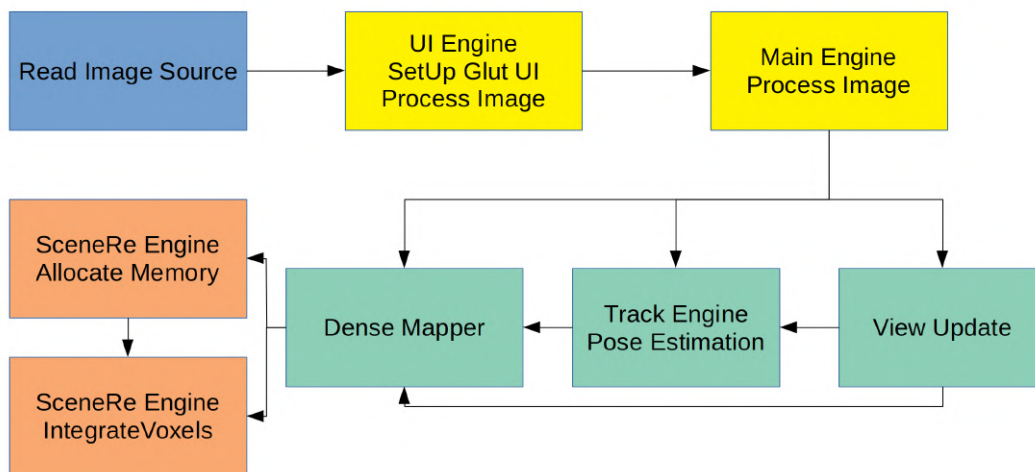 Read Image Source
UI Engine
SetUp Glut UI
Process Image
Main Engine
Process Image
SceneRe Engine
Allocate Memory
Dense Mapper
Track Engine
Pose Estimation
View Update
SceneRe Engine
IntegrateVoxels